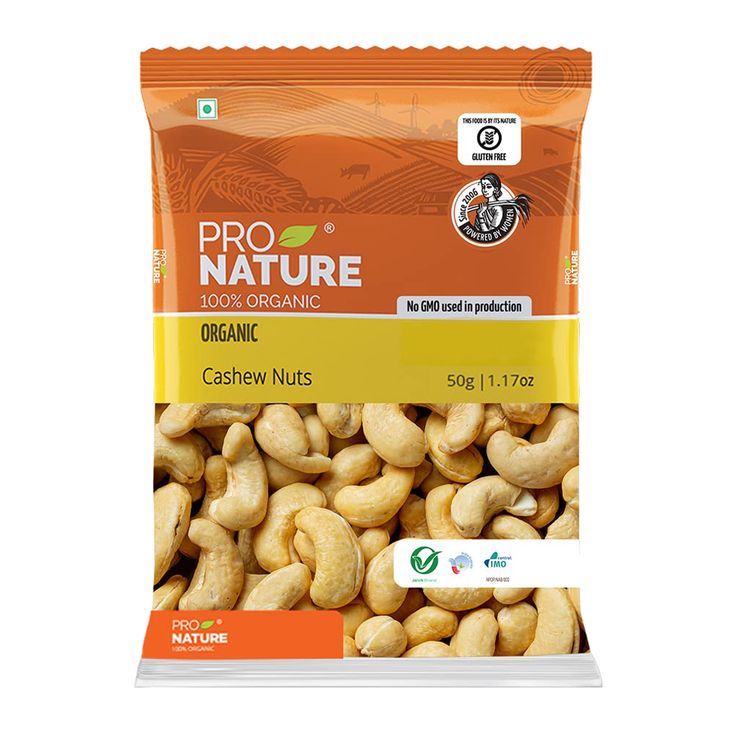 THIS FOOD IS BY ITS NATURE
GLUTEN FREE
Since 2006
POWERED BY WOMEN
PRO ®
NATURE
100% ORGANIC
PRO
NATURE
PRO
NATURE
No GMO used in production
ORGANIC
Cashew Nuts
50g | 1.17oz
control
IMO
PRO ®
NATURE
100% ORGANIC